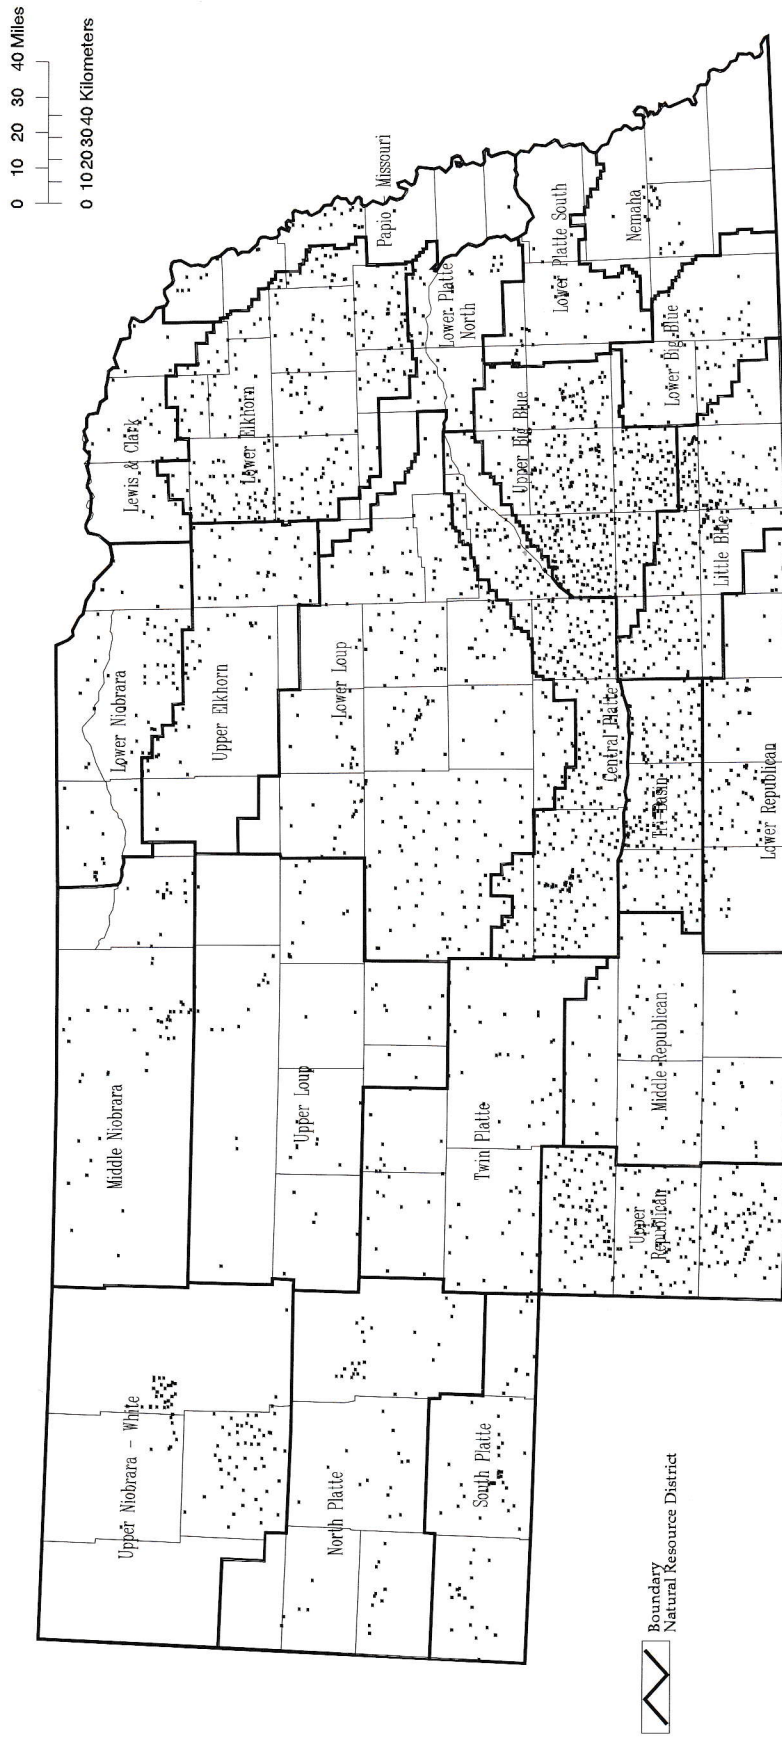 0 10 20 30 40 Miles
0 10 20 30 40 Kilometers
Upper Niobrara - White
Middle Niobrara
Lower Niobrara
Lewis & Clark
North Platte
Upper Loup
Upper Elkhorn
Lower Elkhorn
Papio Missouri
Lower Loup
Lower Platte
North
South Platte
Twin Platte
Central Platte
Upper Big Blue
Lower Platte South
Upper
Republican
Middle Republican
Tri-Basin
Little Blue
Lower Big Blue
Nemaha
Lower Republican
Boundary
Natural Resource District